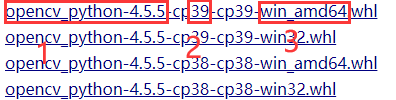 opencv_python-4.5.5-cp39-cp39-win_amd64.whl
opencv_python-4.5.5-cp39-cp39-win32.whl
opencv_python-4.5.5-cp38-cp38-win_amd64.whl
opencv_python-4.5.5-cp38-cp38-win32.whl
1 2 3